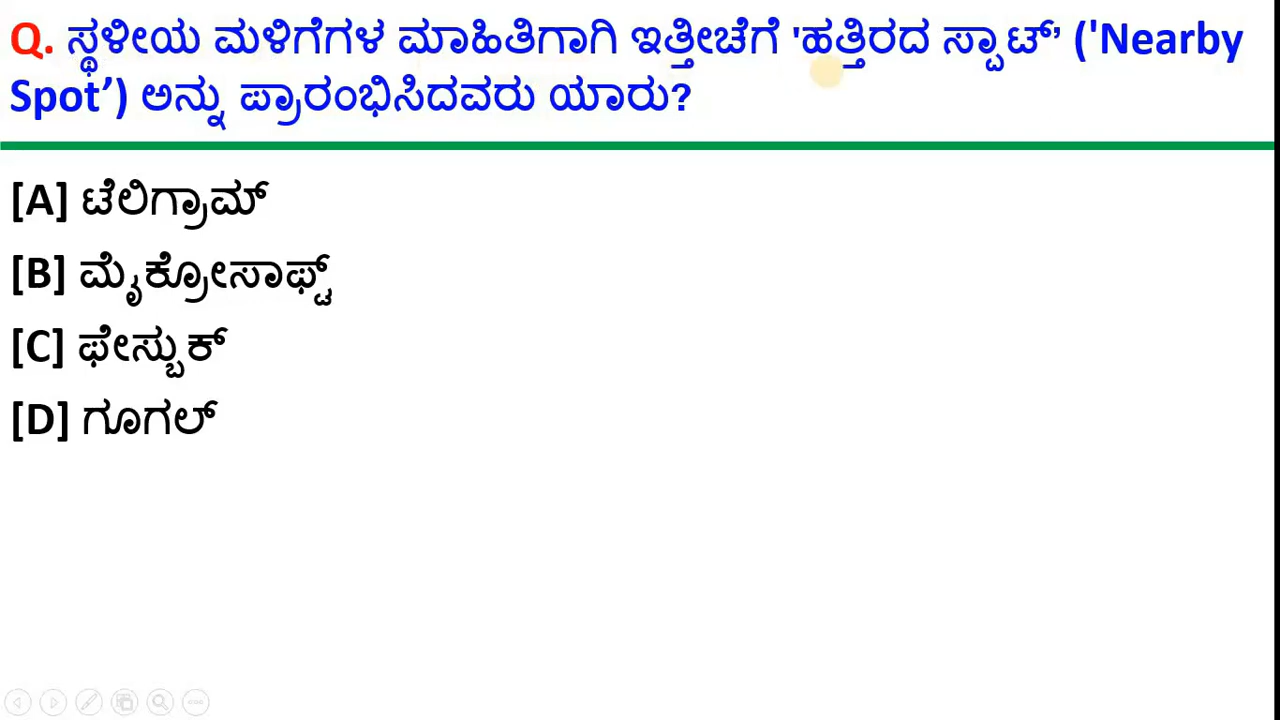 Q. ಸ್ಥಳೀಯ ಮಳಿಗೆಗಳ ಮಾಹಿತಿಗಾಗಿ ಇತ್ತೀಚೆಗೆ 'ಹತ್ತಿರದ ಸ್ಪಾಟ್’ ('Nearby
Spot’) ಅನ್ನು ಪ್ರಾರಂಭಿಸಿದವರು ಯಾರು?
[A] ಟೆಲಿಗ್ರಾಮ್
[B] ಮೈಕ್ರೋಸಾಫ್ಟ್
[C] ಫೇಸ್ಬುಕ್
[D] ಗೂಗಲ್